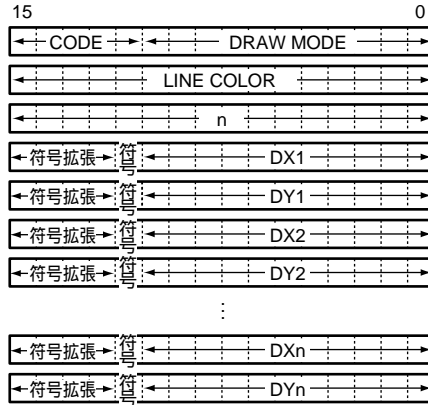 15 0
CODE DRAW MODE
LINE COLOR
n
符号拡張 符号 DX1
符号拡張 符号 DY1
符号拡張 符号 DX2
符号拡張 符号 DY2
⋮
符号拡張 符号 DXn
符号拡張 符号 DYn